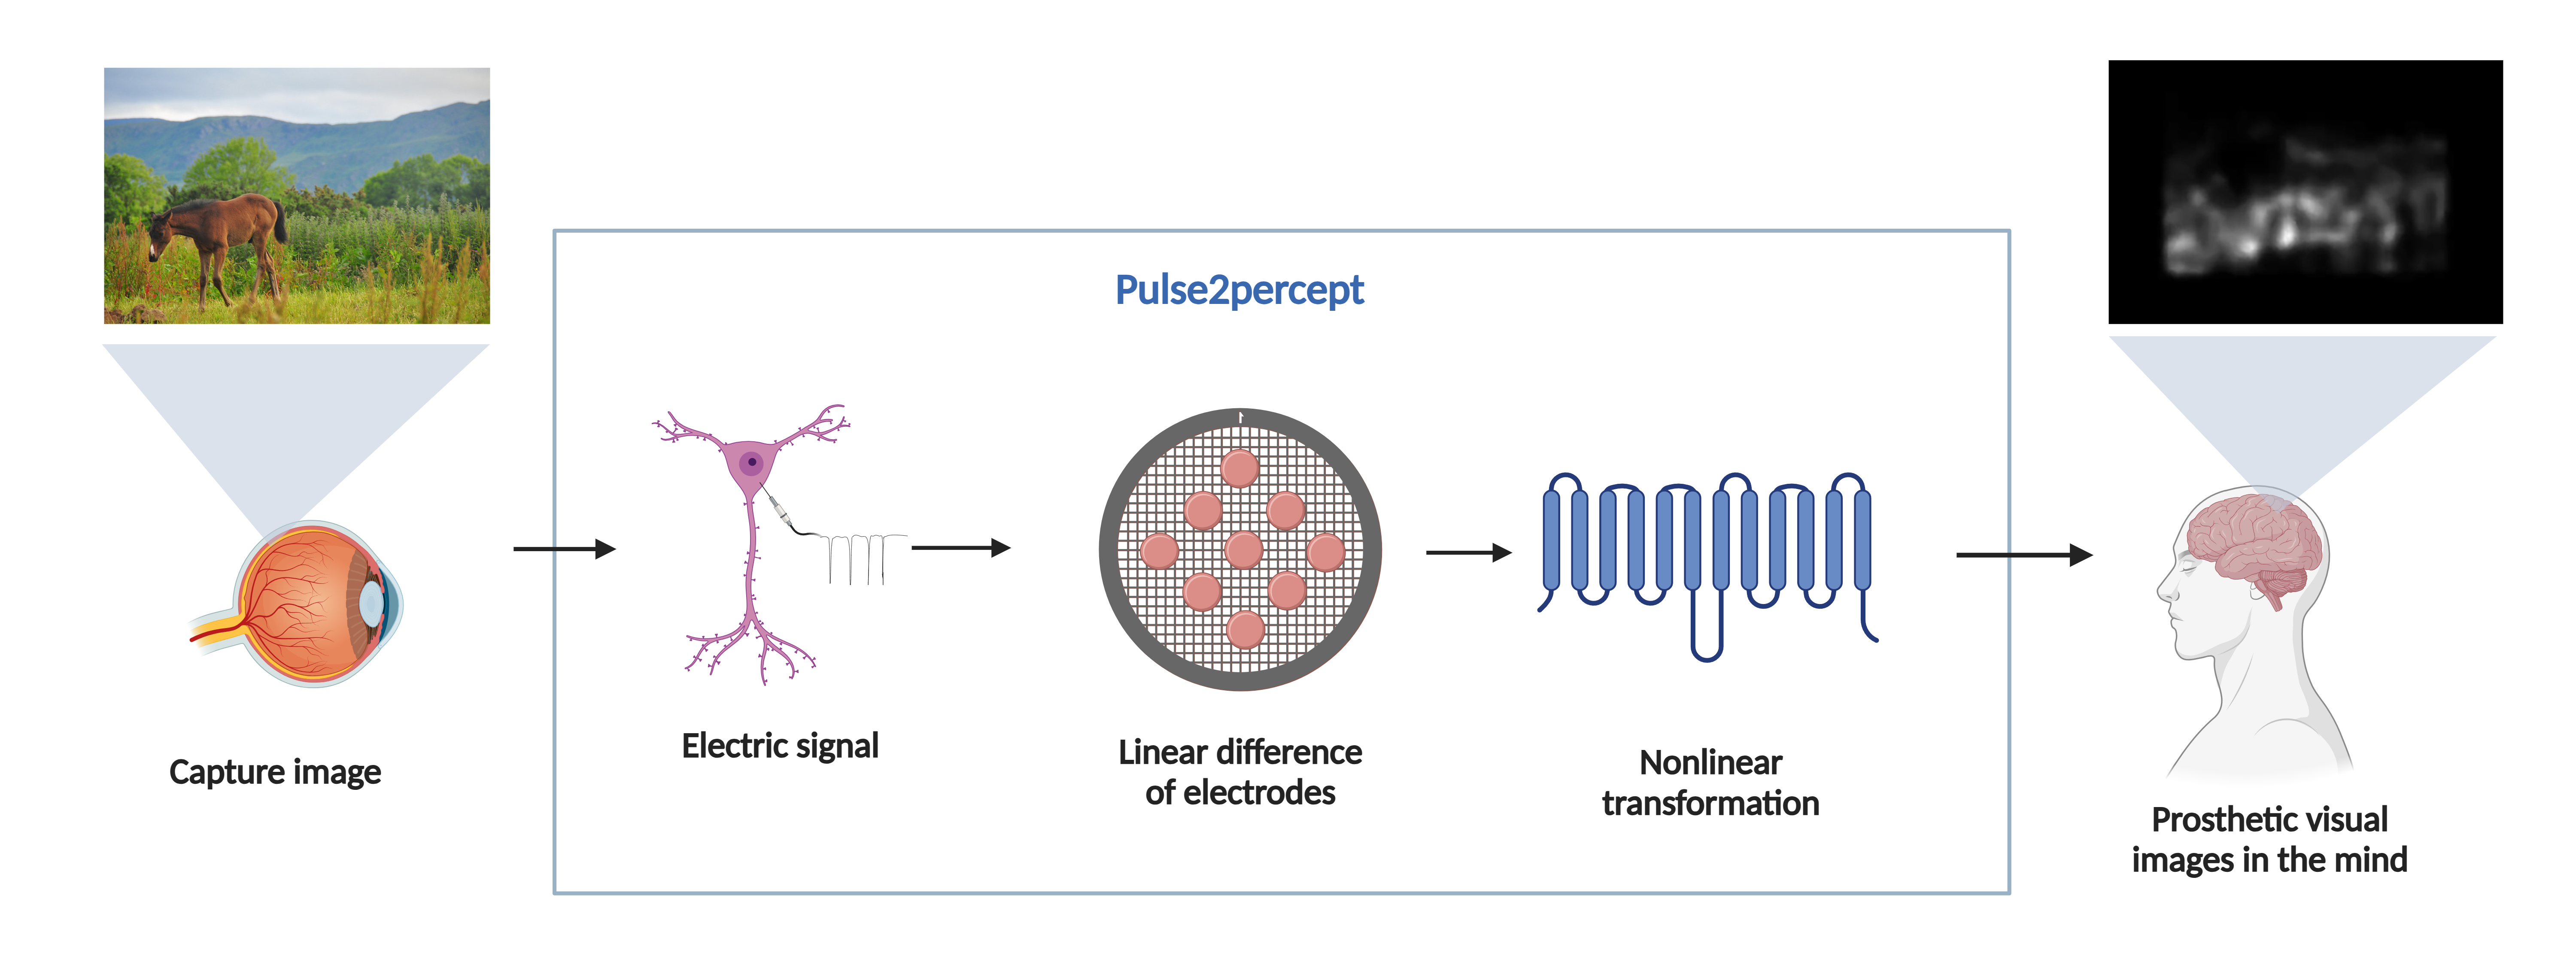 Pulse2percept
Capture image
Electric signal
Linear difference
of electrodes
Nonlinear
transformation
Prosthetic visual
images in the mind